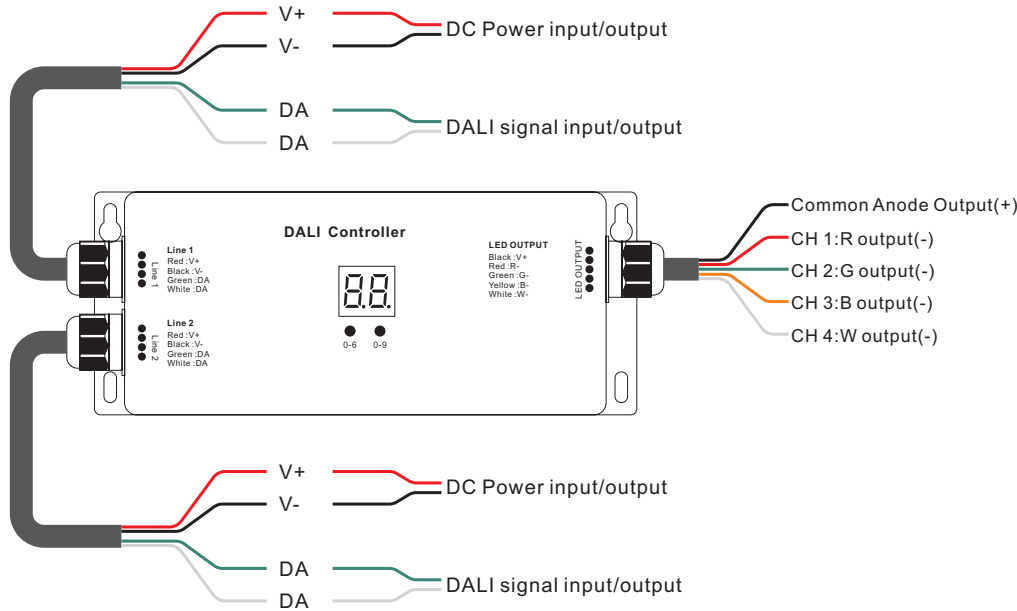 V+
V-
DC Power input/output
DA
DA
DALI signal input/output
DALI Controller
Line 1
Red :V+
Black :V-
Green :DA
White :DA
Line 1
Line 2
Red :V+
Black :V-
Green :DA
White :DA
Line 2
8.8.
0-6
0-9
LED OUTPUT
Black :V+
Red :R-
Green :G-
Yellow :B-
White :W-
LED OUTPUT
Common Anode Output(+)
CH 1:R output(-)
CH 2:G output(-)
CH 3:B output(-)
CH 4:W output(-)
V+
V-
DC Power input/output
DA
DA
DALI signal input/output